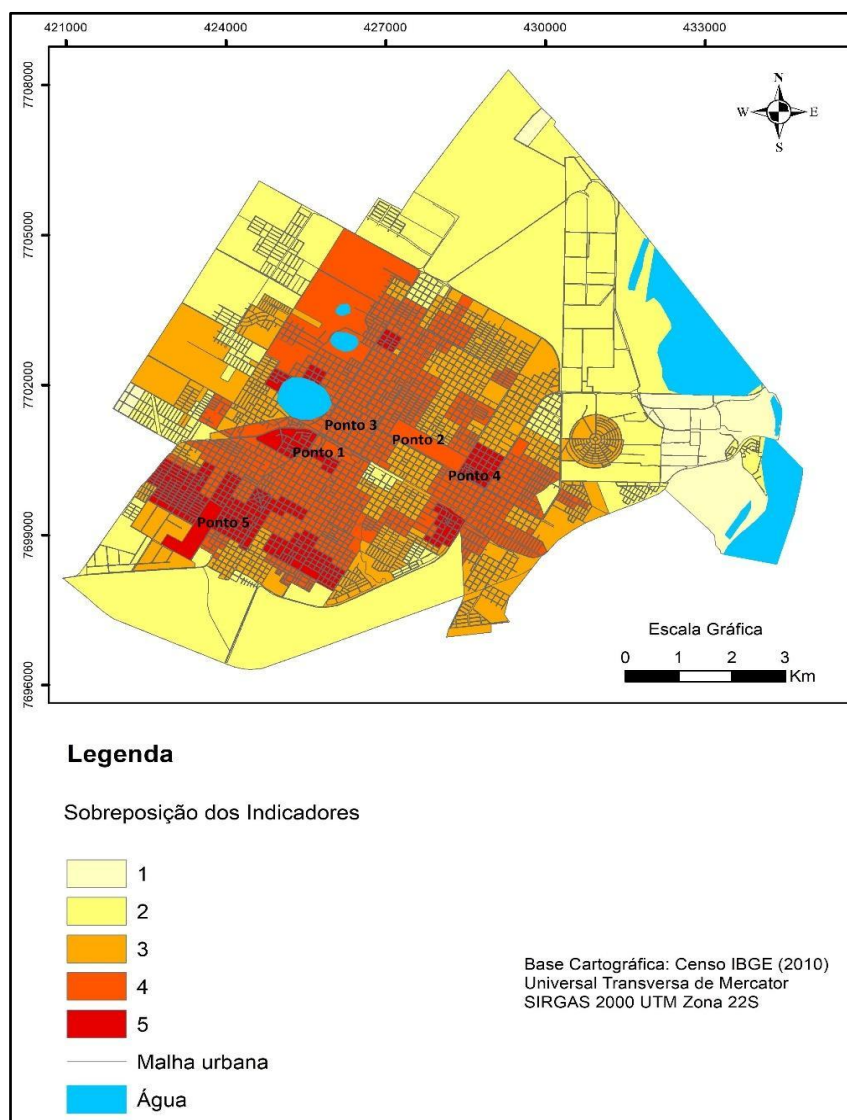 421000 424000 427000 430000 433000
7708000
7705000
7702000
7699000
7696000
N
W E
S
Ponto 3
Ponto 2
Ponto 1
Ponto 4
Ponto 5
Escala Gráfica
0 1 2 3
Km
Legenda
Sobreposição dos Indicadores
1
2
3
4
5
Malha urbana
Água
Base Cartográfica: Censo IBGE (2010)
Universal Transversa de Mercator
SIRGAS 2000 UTM Zona 22S